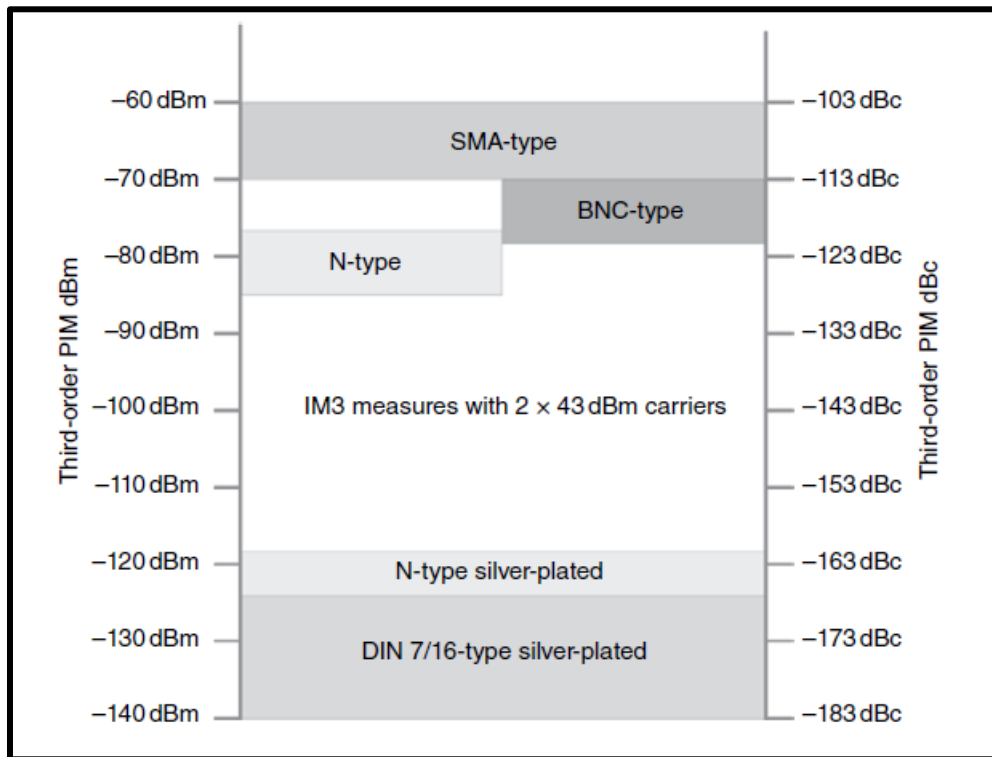 Third-order PIM dBm
–60 dBm
–70 dBm
–80 dBm
–90 dBm
–100 dBm
–110 dBm
–120 dBm
–130 dBm
–140 dBm
SMA-type
BNC-type
N-type
IM3 measures with 2 × 43 dBm carriers
N-type silver-plated
DIN 7/16-type silver-plated
–103 dBc
–113 dBc
–123 dBc
–133 dBc
–143 dBc
–153 dBc
–163 dBc
–173 dBc
–183 dBc
Third-order PIM dBc